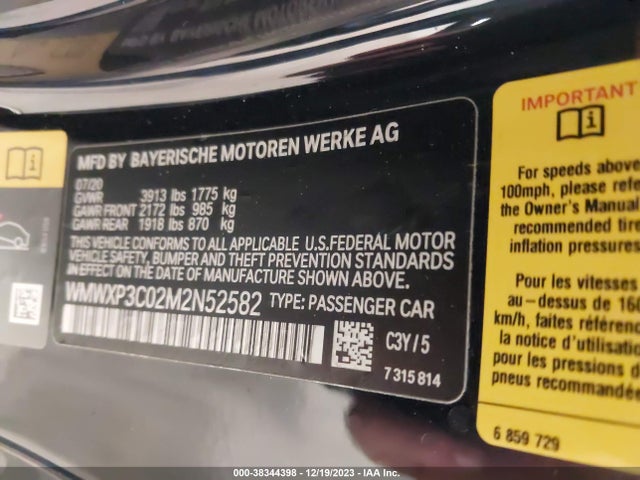 MFD BY BAYERISCHE MOTOREN WERKE AG
07/20
GVWR 3913 lbs 1775 kg
GAWR FRONT 2172 lbs 985 kg
GAWR REAR 1918 lbs 870 kg
THIS VEHICLE CONFORMS TO ALL APPLICABLE U.S.FEDERAL MOTOR
VEHICLE SAFETY, BUMPER AND THEFT PREVENTION STANDARDS
IN EFFECT ON THE DATE OF MANUFACTURE SHOWN ABOVE.
WMWXP3C02M2N52582 TYPE: PASSENGER CAR
C3Y / 5
7 315 814
IMPORTANT
For speeds above
100mph, please refe
the Owner's Manua
recommended tire
inflation pressures
Pour les vitesses
au-dessus de 16
km/h, faites référen
la notice d'utilisati
pour les pressions d
pneus recommandée
6 859 729
000-38344398 - 12/19/2023 - IAA Inc.